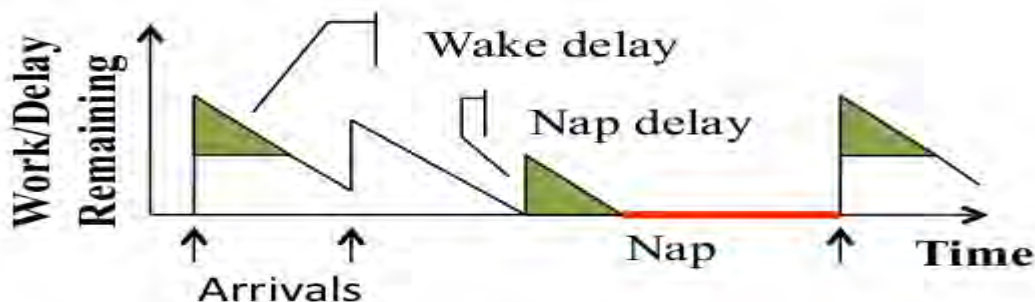 Work/Delay
Remaining
Wake delay
Nap delay
Nap
Time
Arrivals